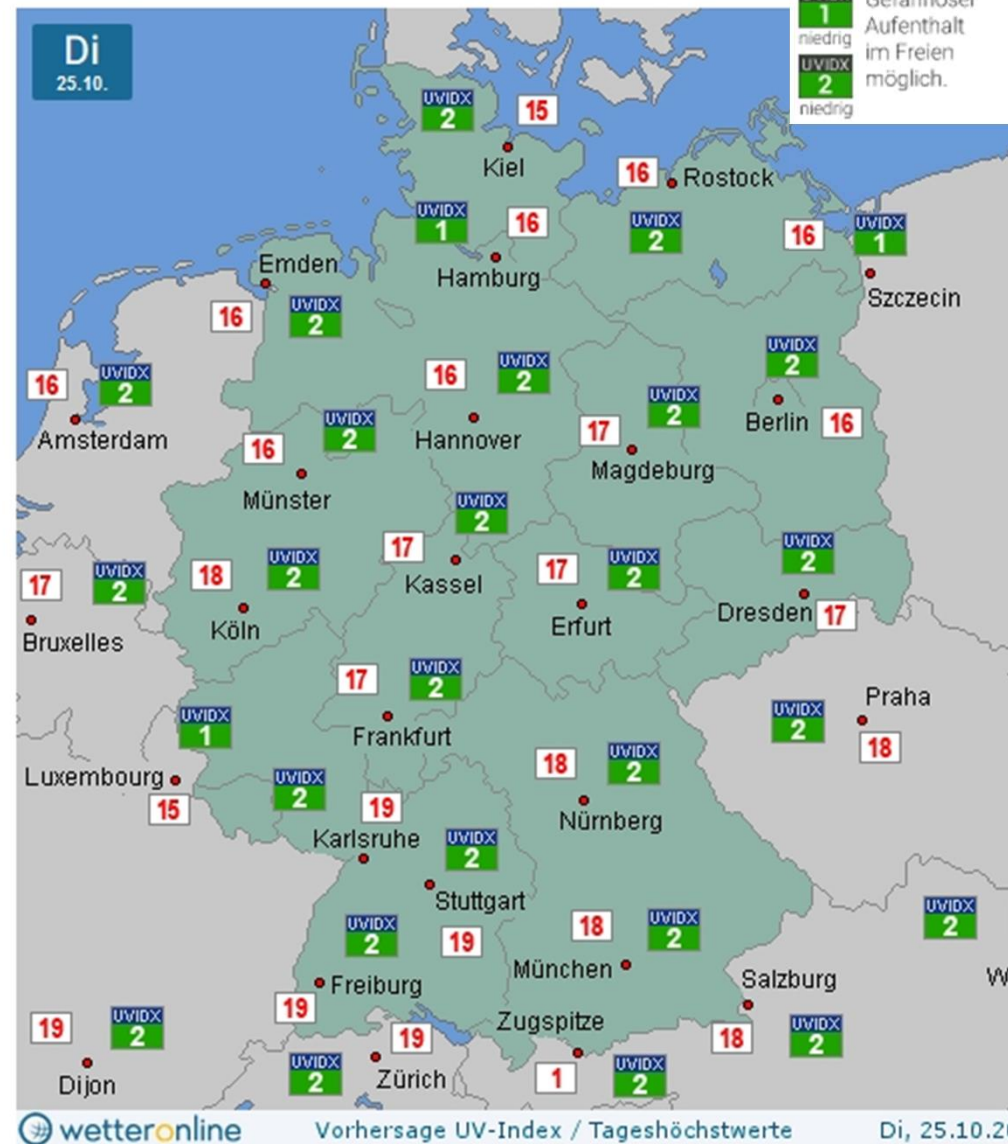 Di
25.10.
1
niedrig
UVIDX
2
niedrig
Gefahrloser
Aufenthalt
im Freien
möglich.
UVIDX
2
15
Kiel
16
Rostock
UVIDX
2
UVIDX
1
16
Hamburg
16
UVIDX
1
Szczecin
Emden
16
UVIDX
2
16
UVIDX
2
Amsterdam
16
UVIDX
2
Hannover
UVIDX
2
Berlin
16
17
UVIDX
2
Magdeburg
16
UVIDX
2
Münster
17
UVIDX
2
Kassel
17
UVIDX
2
Bruxelles
18
UVIDX
2
Köln
17
UVIDX
2
Erfurt
UVIDX
2
Dresden
17
17
UVIDX
2
Frankfurt
UVIDX
2
Praha
18
UVIDX
1
Luxembourg
15
UVIDX
2
19
Karlsruhe
18
UVIDX
2
Nürnberg
UVIDX
2
Stuttgart
19
UVIDX
2
Freiburg
19
18
UVIDX
2
München
UVIDX
2
W
Salzburg
18
UVIDX
2
19
UVIDX
2
Dijon
UVIDX
2
19
Zürich
Zugspitze
1
UVIDX
2
wetteronline
Vorhersage UV-Index / Tageshöchstwerte
Di, 25.10.